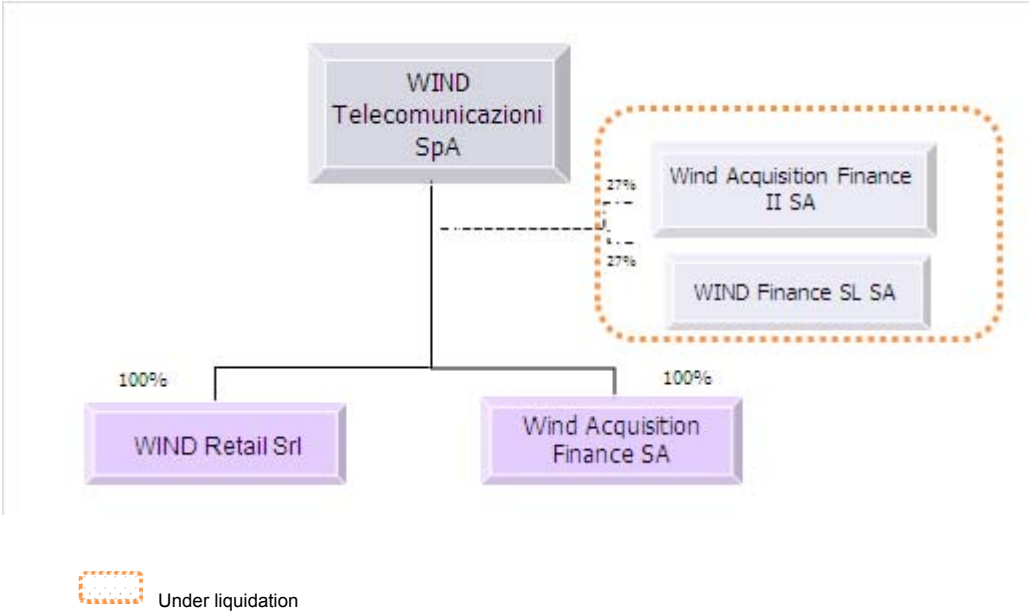 WIND
Telecomunicazioni
SpA
27%
Wind Acquisition Finance
II SA
27%
WIND Finance SL SA
100%
100%
WIND Retail Srl
Wind Acquisition
Finance SA
Under liquidation